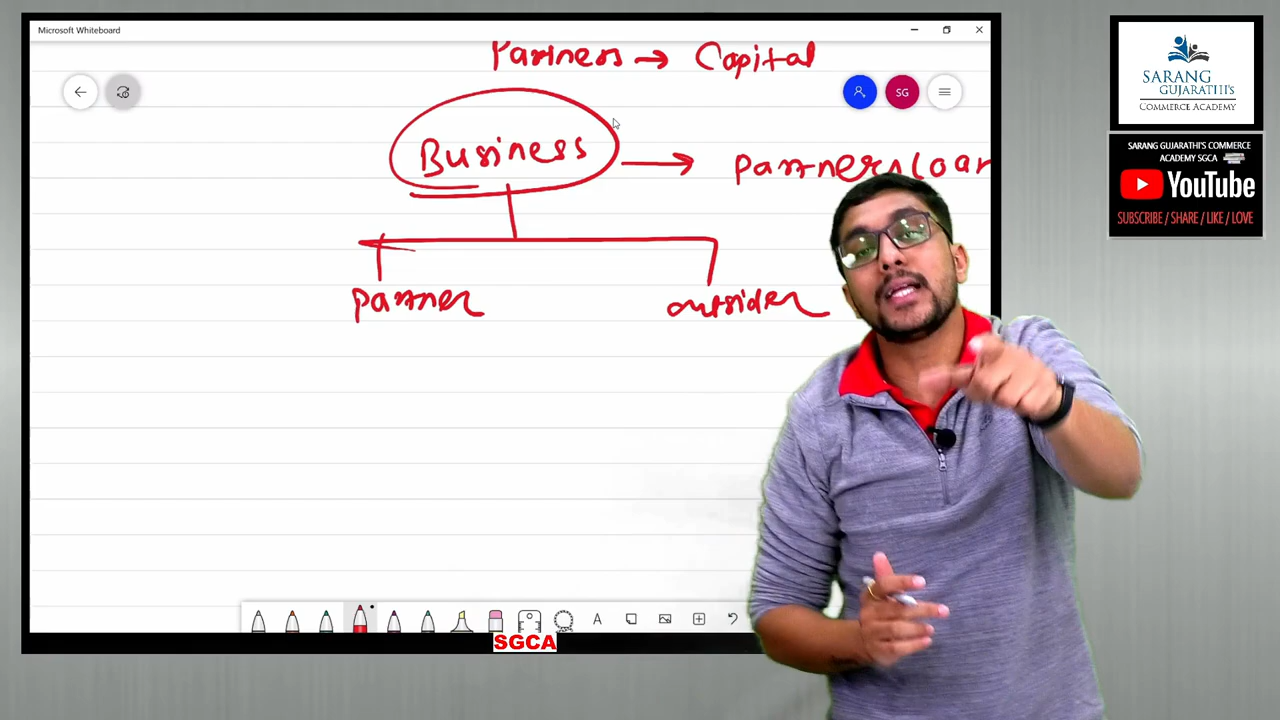 Microsoft Whiteboard
Partners → Capital
SG
Business → Partners loan
Partner outsider
A
SGCA
SARANG
GUJARATHI'S
COMMERCE ACADEMY
SARANG GUJARATHI'S COMMERCE
ACADEMY SGCA
YouTube
SUBSCRIBE / SHARE / LIKE / LOVE